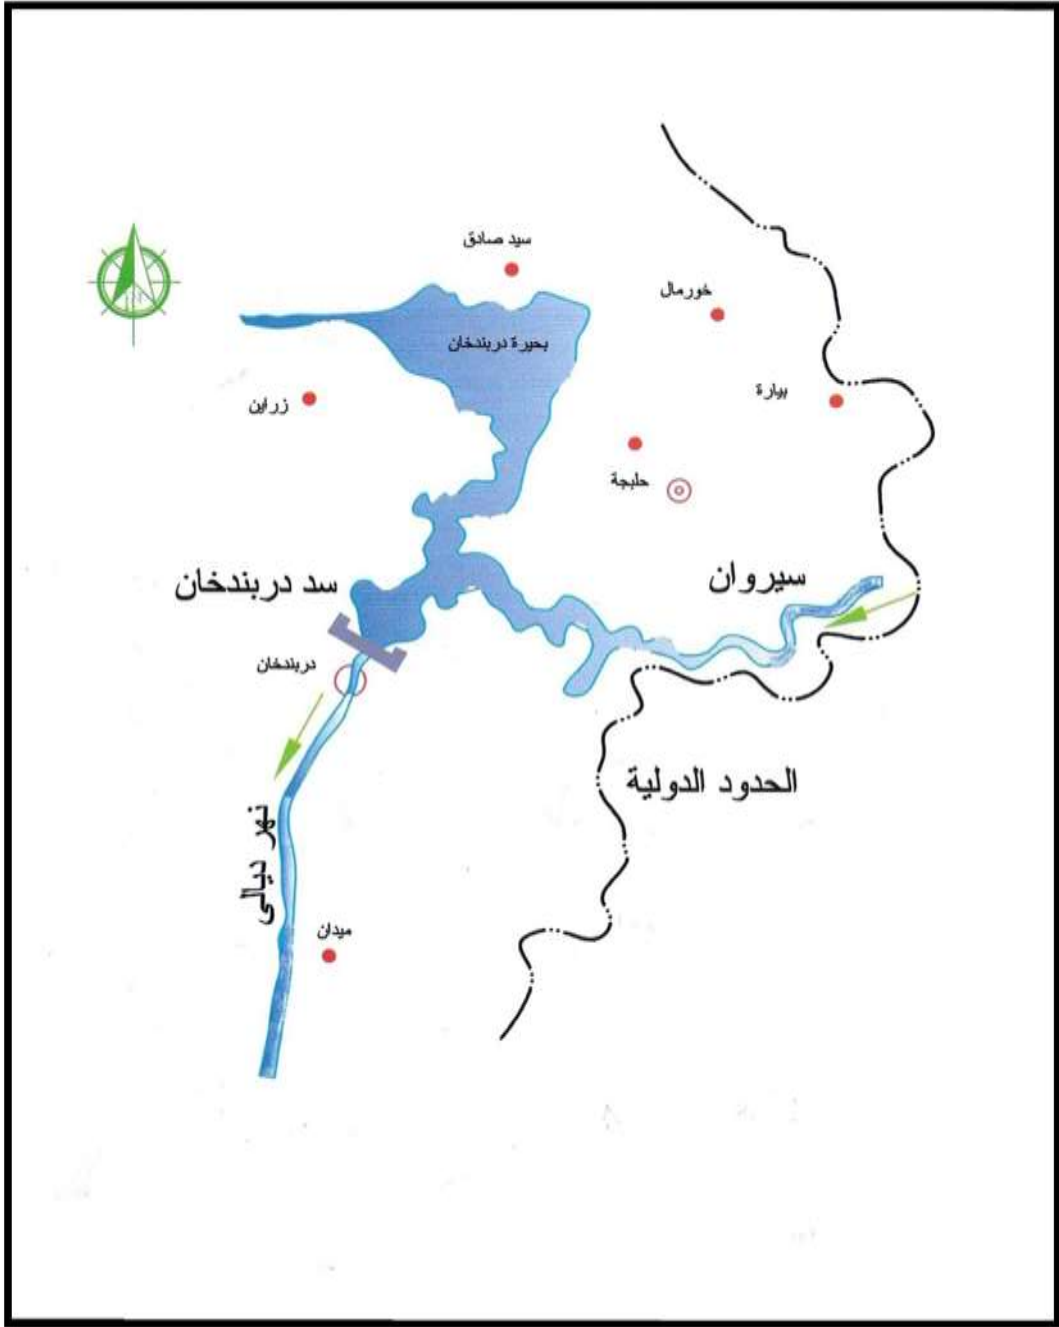 سيد صادق
خورمال
بحيرة دربندخان
بيارة
زراين
حلبجة
سيروان
سد دربندخان
دربندخان
الحدود الدولية
نهر ديالى
ميدان